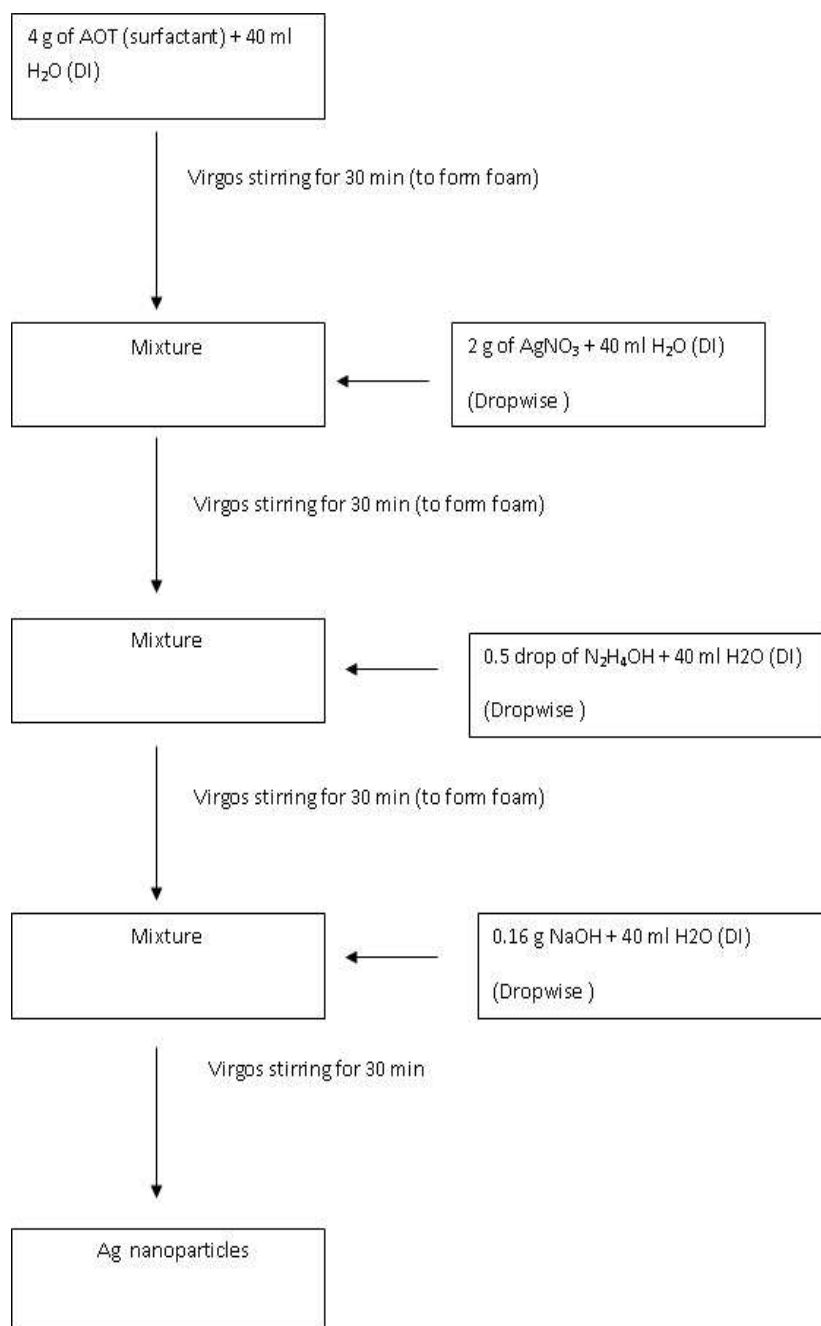 4 g of AOT (surfactant) + 40 ml
H₂O (DI)
Virgos stirring for 30 min (to form foam)
Mixture
2 g of AgNO₃ + 40 ml H₂O (DI)
(Dropwise )
Virgos stirring for 30 min (to form foam)
Mixture
0.5 drop of N₂H₄OH + 40 ml H2O (DI)
(Dropwise )
Virgos stirring for 30 min (to form foam)
Mixture
0.16 g NaOH + 40 ml H2O (DI)
(Dropwise )
Virgos stirring for 30 min
Ag nanoparticles